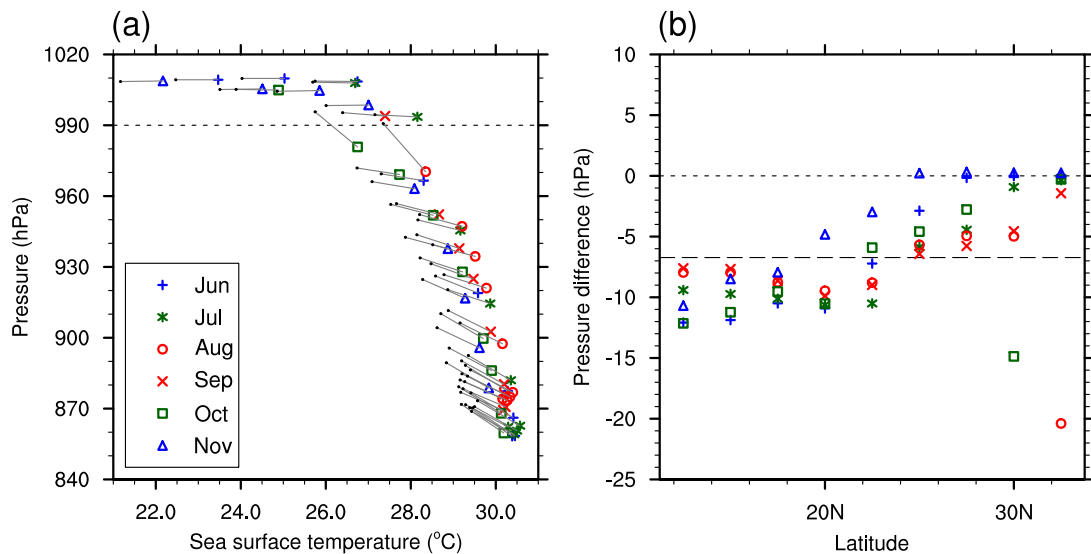 (a)
1020
990
960
930
900
870
840
Pressure (hPa)
Jun
Jul
Aug
Sep
Oct
Nov
22.0 24.0 26.0 28.0 30.0
Sea surface temperature (°C)
(b)
10
5
0
-5
-10
-15
-20
-25
Pressure difference (hPa)
20N 30N
Latitude